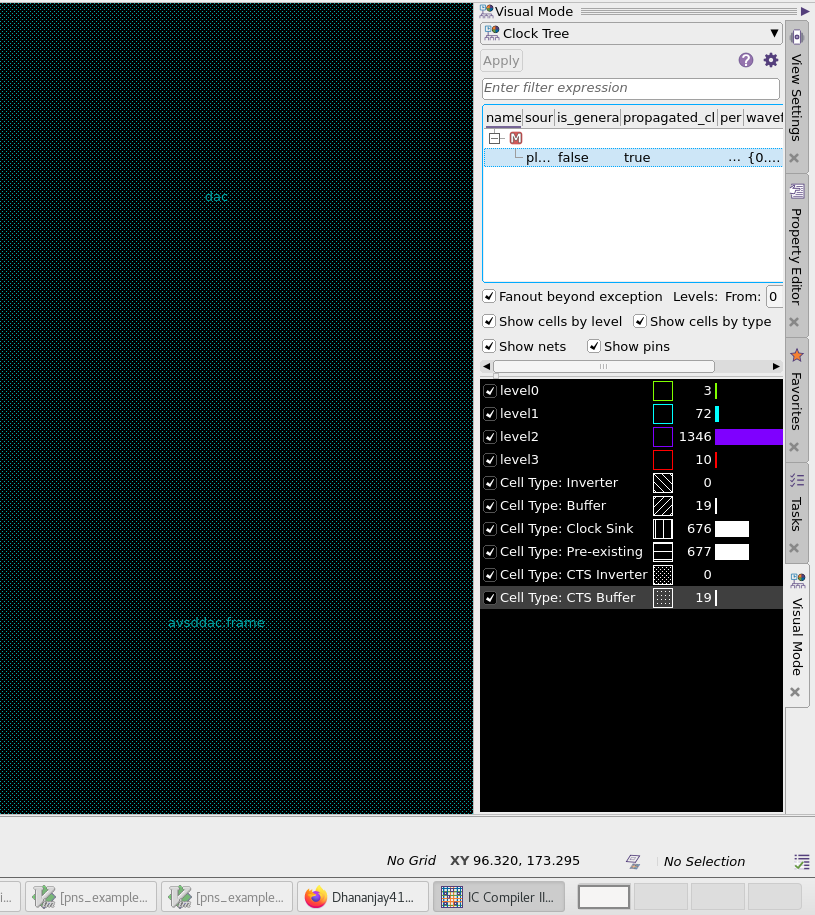 Visual Mode
Clock Tree
Apply
Enter filter expression
name sour is_genera propagated_cl per wavef
M
pl... false true ... {0....
Fanout beyond exception Levels: From: 0
Show cells by level Show cells by type
Show nets Show pins
level0 3
level1 72
level2 1346
level3 10
Cell Type: Inverter 0
Cell Type: Buffer 19
Cell Type: Clock Sink 676
Cell Type: Pre-existing 677
Cell Type: CTS Inverter 0
Cell Type: CTS Buffer 19
dac
avsddac.frame
View Settings
Property Editor
Favorites
Tasks
Visual Mode
No Grid XY 96.320, 173.295 No Selection
i... [pns_example... [pns_example... Dhananjay41... IC Compiler II...